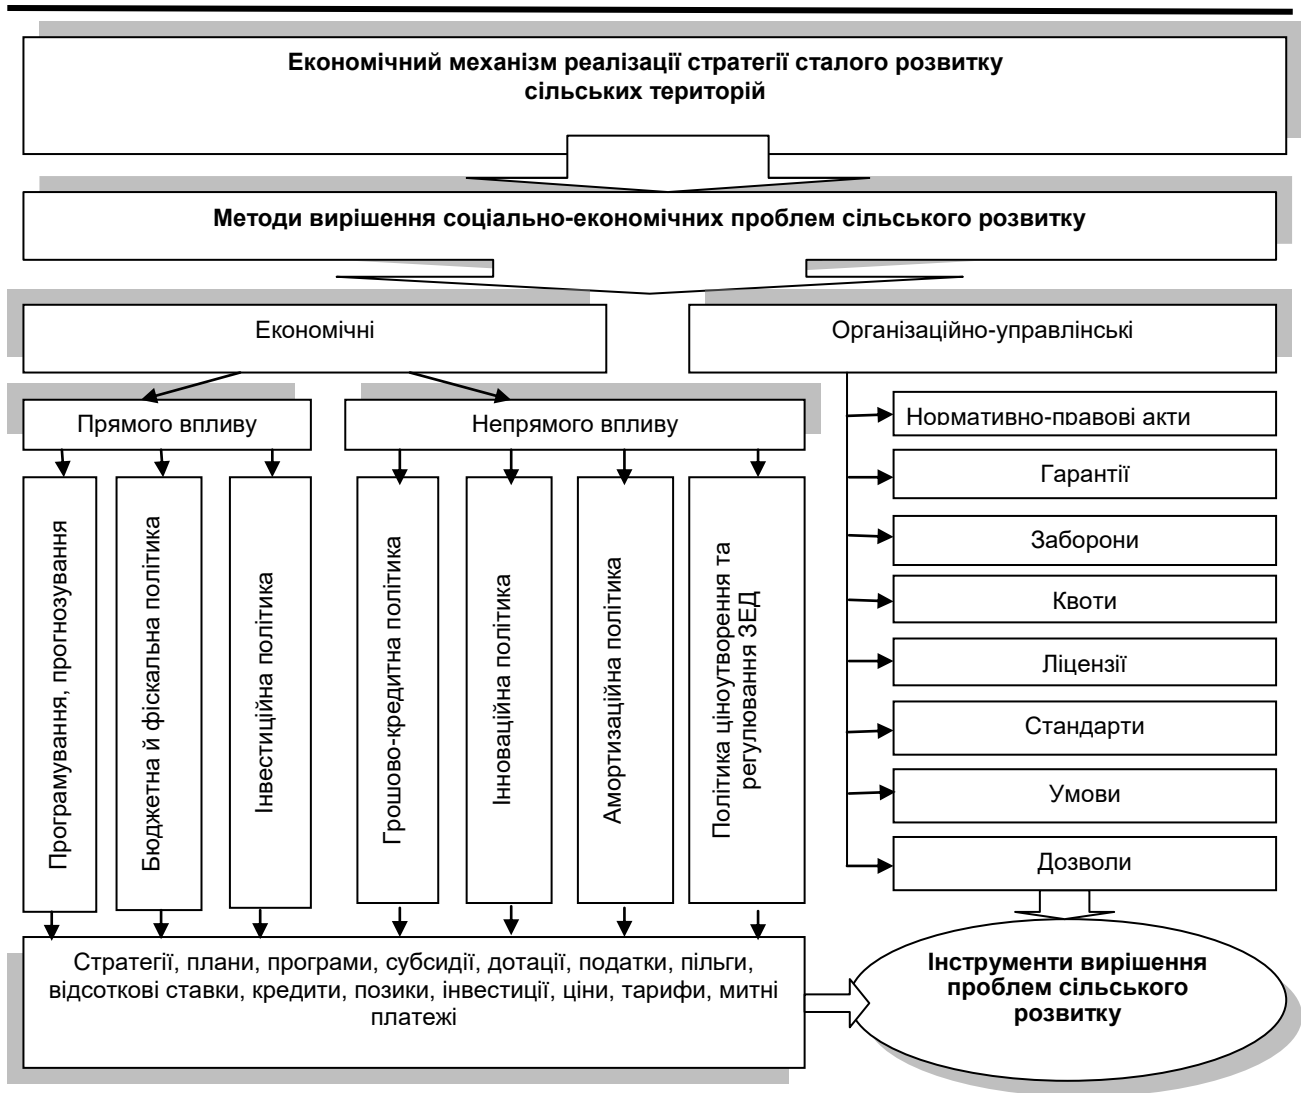 Економічний механізм реалізації стратегії сталого розвитку
сільських територій
Методи вирішення соціально-економічних проблем сільського розвитку
Економічні
Організаційно-управлінські
Прямого впливу
Непрямого впливу
Програмування, прогнозування
Бюджетна й фіскальна політика
Інвестиційна політика
Грошово-кредитна політика
Інноваційна політика
Амортизаційна політика
Політика ціноутворення та
регулювання ЗЕД
Нормативно-правові акти
Гарантії
Заборони
Квоти
Ліцензії
Стандарти
Умови
Дозволи
Стратегії, плани, програми, субсидії, дотації, податки, пільги,
відсоткові ставки, кредити, позики, інвестиції, ціни, тарифи, митні
платежі
Інструменти вирішення
проблем сільського
розвитку